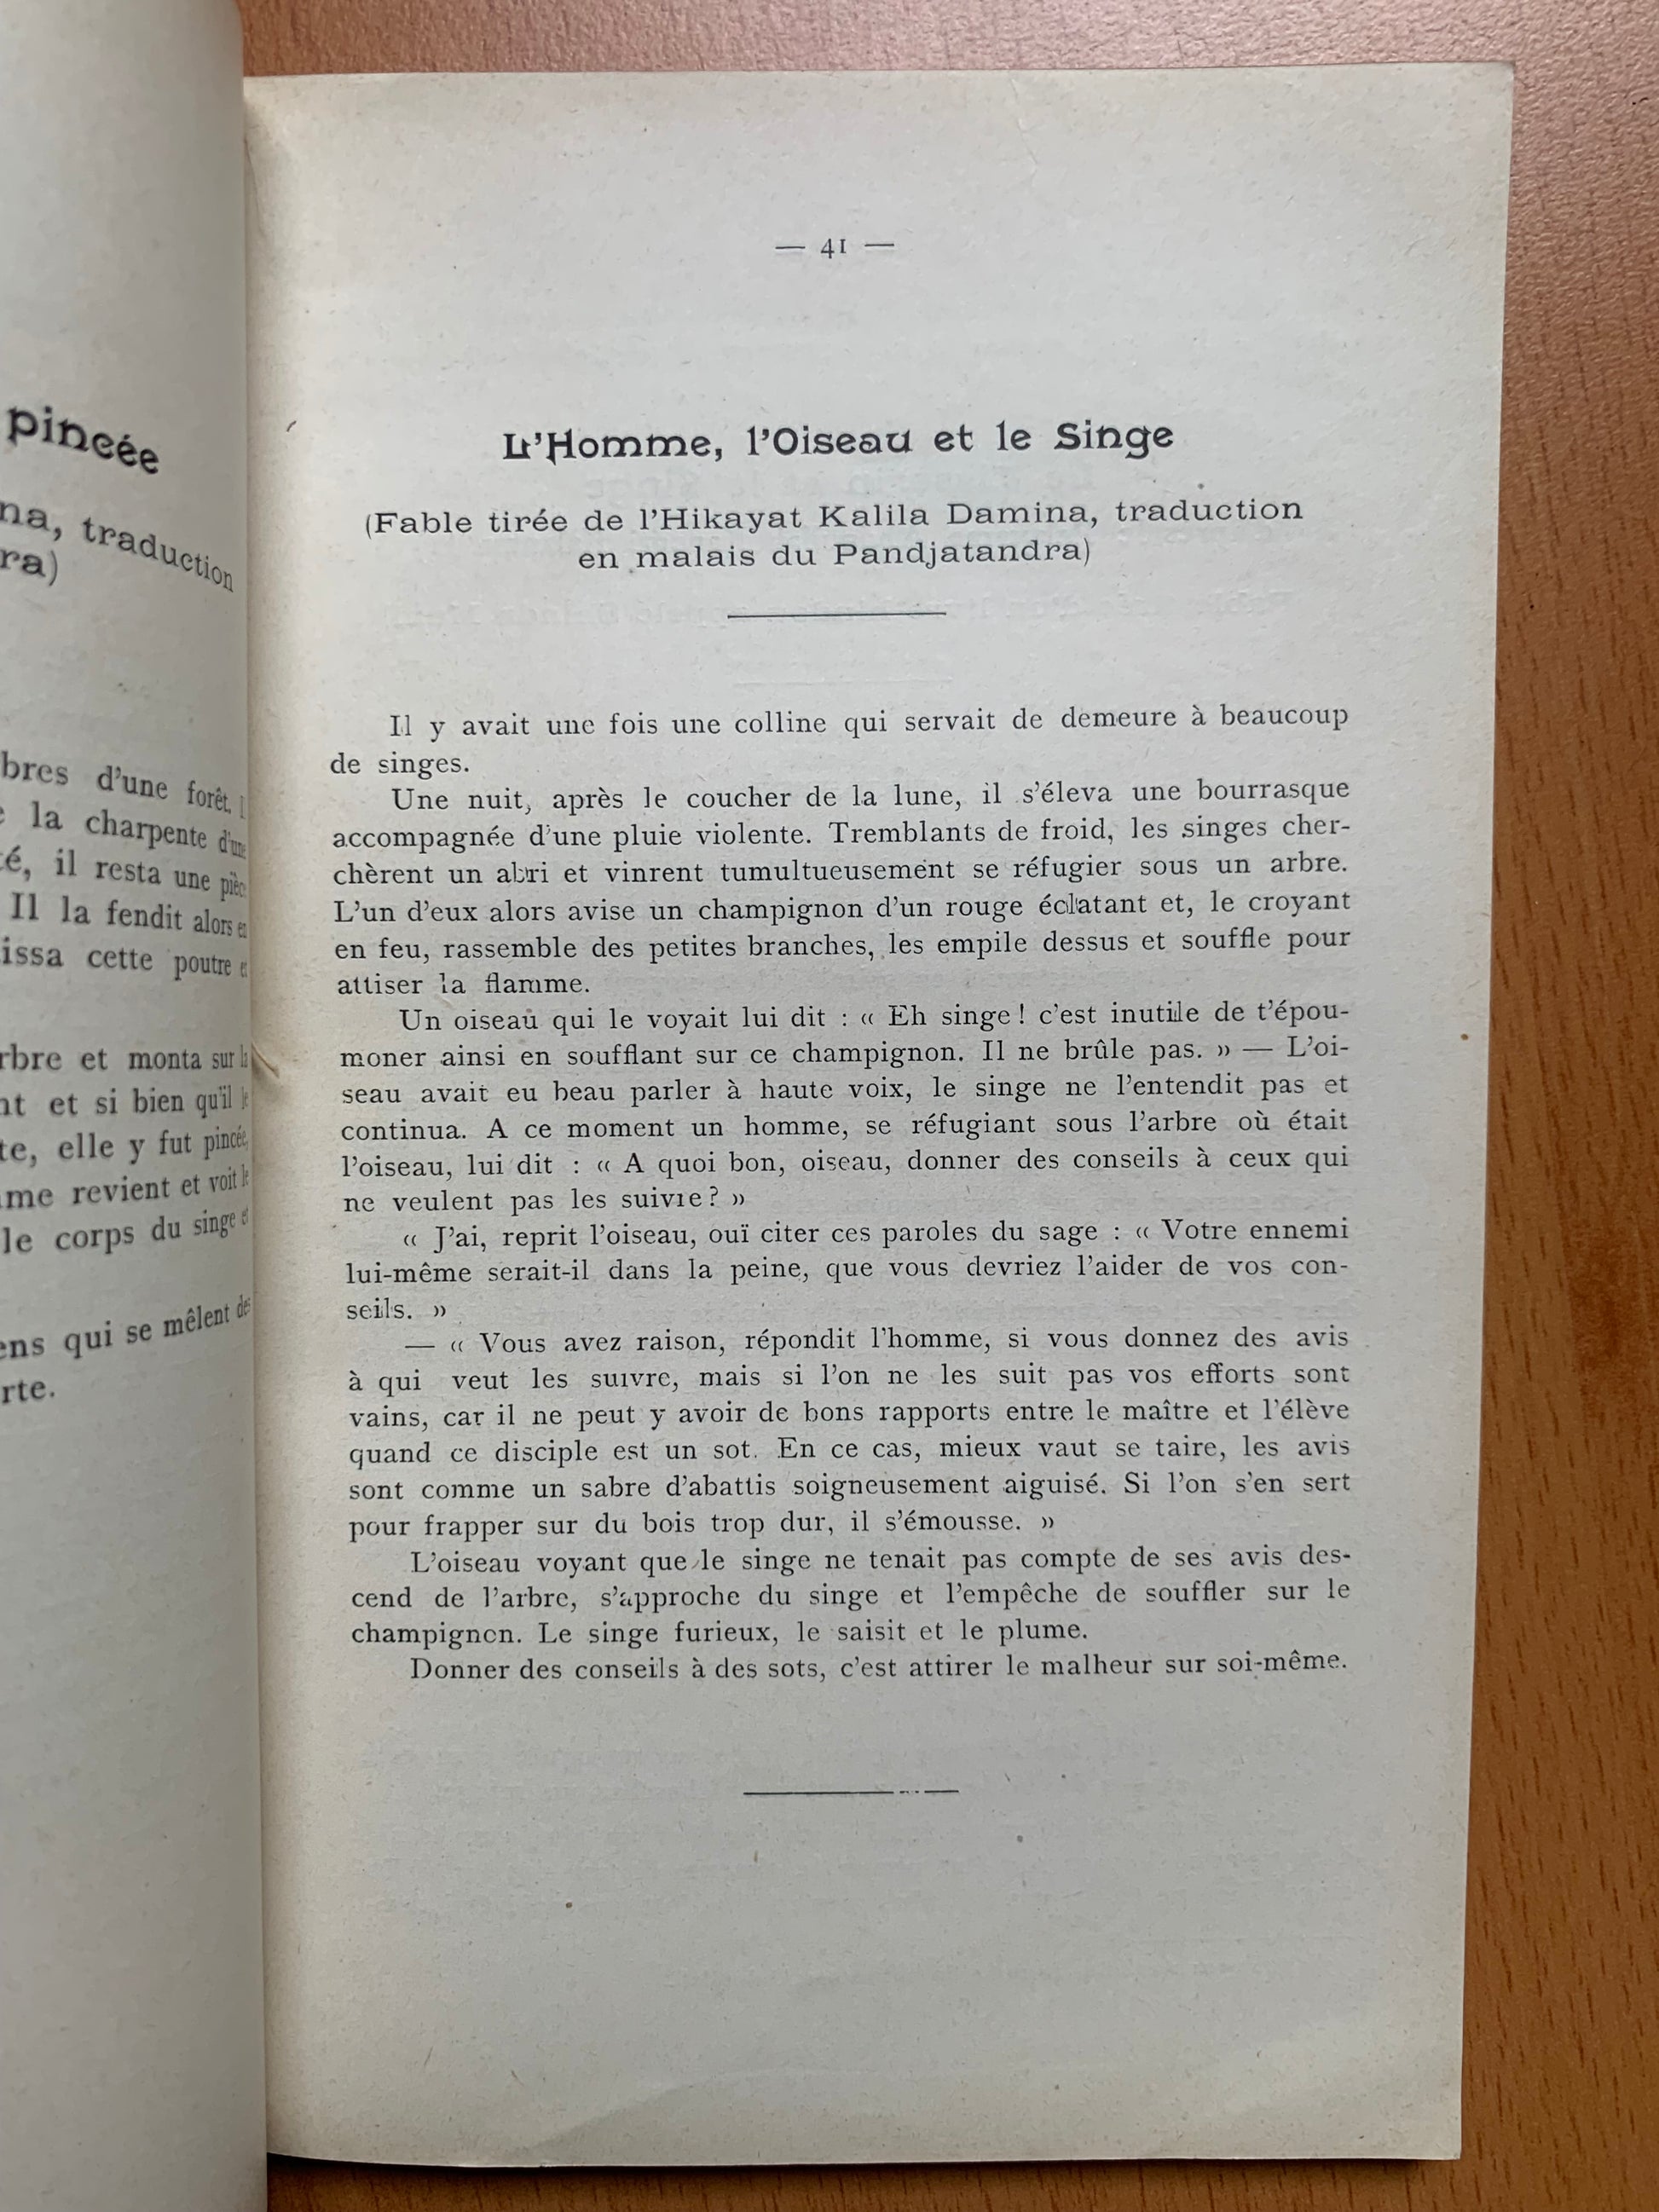 pincée
na, traduction
ra)
bres d'une forêt.
la charpente d'une
té, il resta une
Il la fendit alors en
issa cette poutre
rbre et monta sur la
nt et si bien qu'il
te, elle y fut pincée,
me revient et voit le
le corps du singe et
ens qui se mêlent des
rte.
— 41 —
L'Homme, l'Oiseau et le Singe
(Fable tirée de l'Hikayat Kalila Damina, traduction
en malais du Pandjatandra)
Il y avait une fois une colline qui servait de demeure à beaucoup
de singes.
Une nuit, après le coucher de la lune, il s'éleva une bourrasque
accompagnée d'une pluie violente. Tremblants de froid, les singes cher-
chèrent un abri et vinrent tumultueusement se réfugier sous un arbre.
L'un d'eux alors avise un champignon d'un rouge éclatant et, le croyant
en feu, rassemble des petites branches, les empile dessus et souffle pour
attiser la flamme.
Un oiseau qui le voyait lui dit : « Eh singe ! c'est inutile de t'épou-
moner ainsi en soufflant sur ce champignon. Il ne brûle pas. » — L'oi-
seau avait eu beau parler à haute voix, le singe ne l'entendit pas et
continua. A ce moment un homme, se réfugiant sous l'arbre où était
l'oiseau, lui dit : « A quoi bon, oiseau, donner des conseils à ceux qui
ne veulent pas les suivre ? »
« J'ai, reprit l'oiseau, ouï citer ces paroles du sage : « Votre ennemi
lui-même serait-il dans la peine, que vous devriez l'aider de vos con-
seils. »
— « Vous avez raison, répondit l'homme, si vous donnez des avis
à qui veut les suivre, mais si l'on ne les suit pas vos efforts sont
vains, car il ne peut y avoir de bons rapports entre le maître et l'élève
quand ce disciple est un sot. En ce cas, mieux vaut se taire, les avis
sont comme un sabre d'abattis soigneusement aiguisé. Si l'on s'en sert
pour frapper sur du bois trop dur, il s'émousse. »
L'oiseau voyant que le singe ne tenait pas compte de ses avis des-
cend de l'arbre, s'approche du singe et l'empêche de souffler sur le
champignon. Le singe furieux, le saisit et le plume.
Donner des conseils à des sots, c'est attirer le malheur sur soi-même.